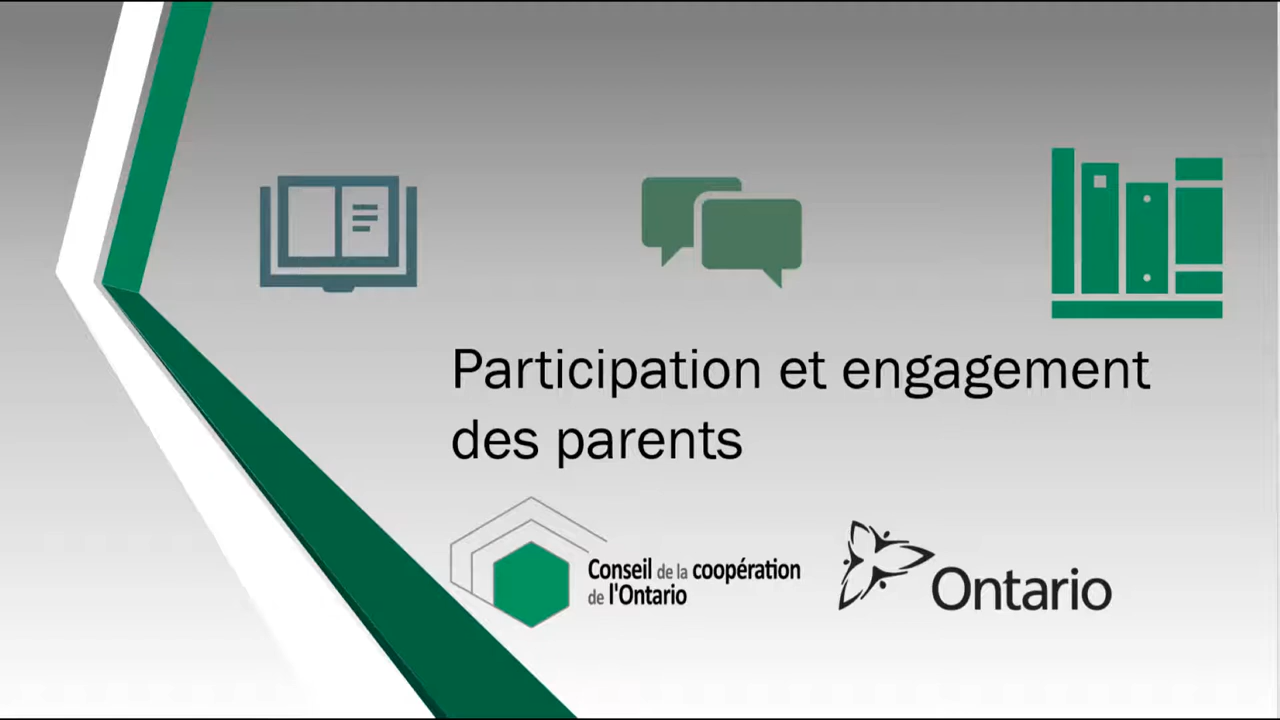 Participation et engagement
des parents
Conseil de la coopération
de l'Ontario
Ontario